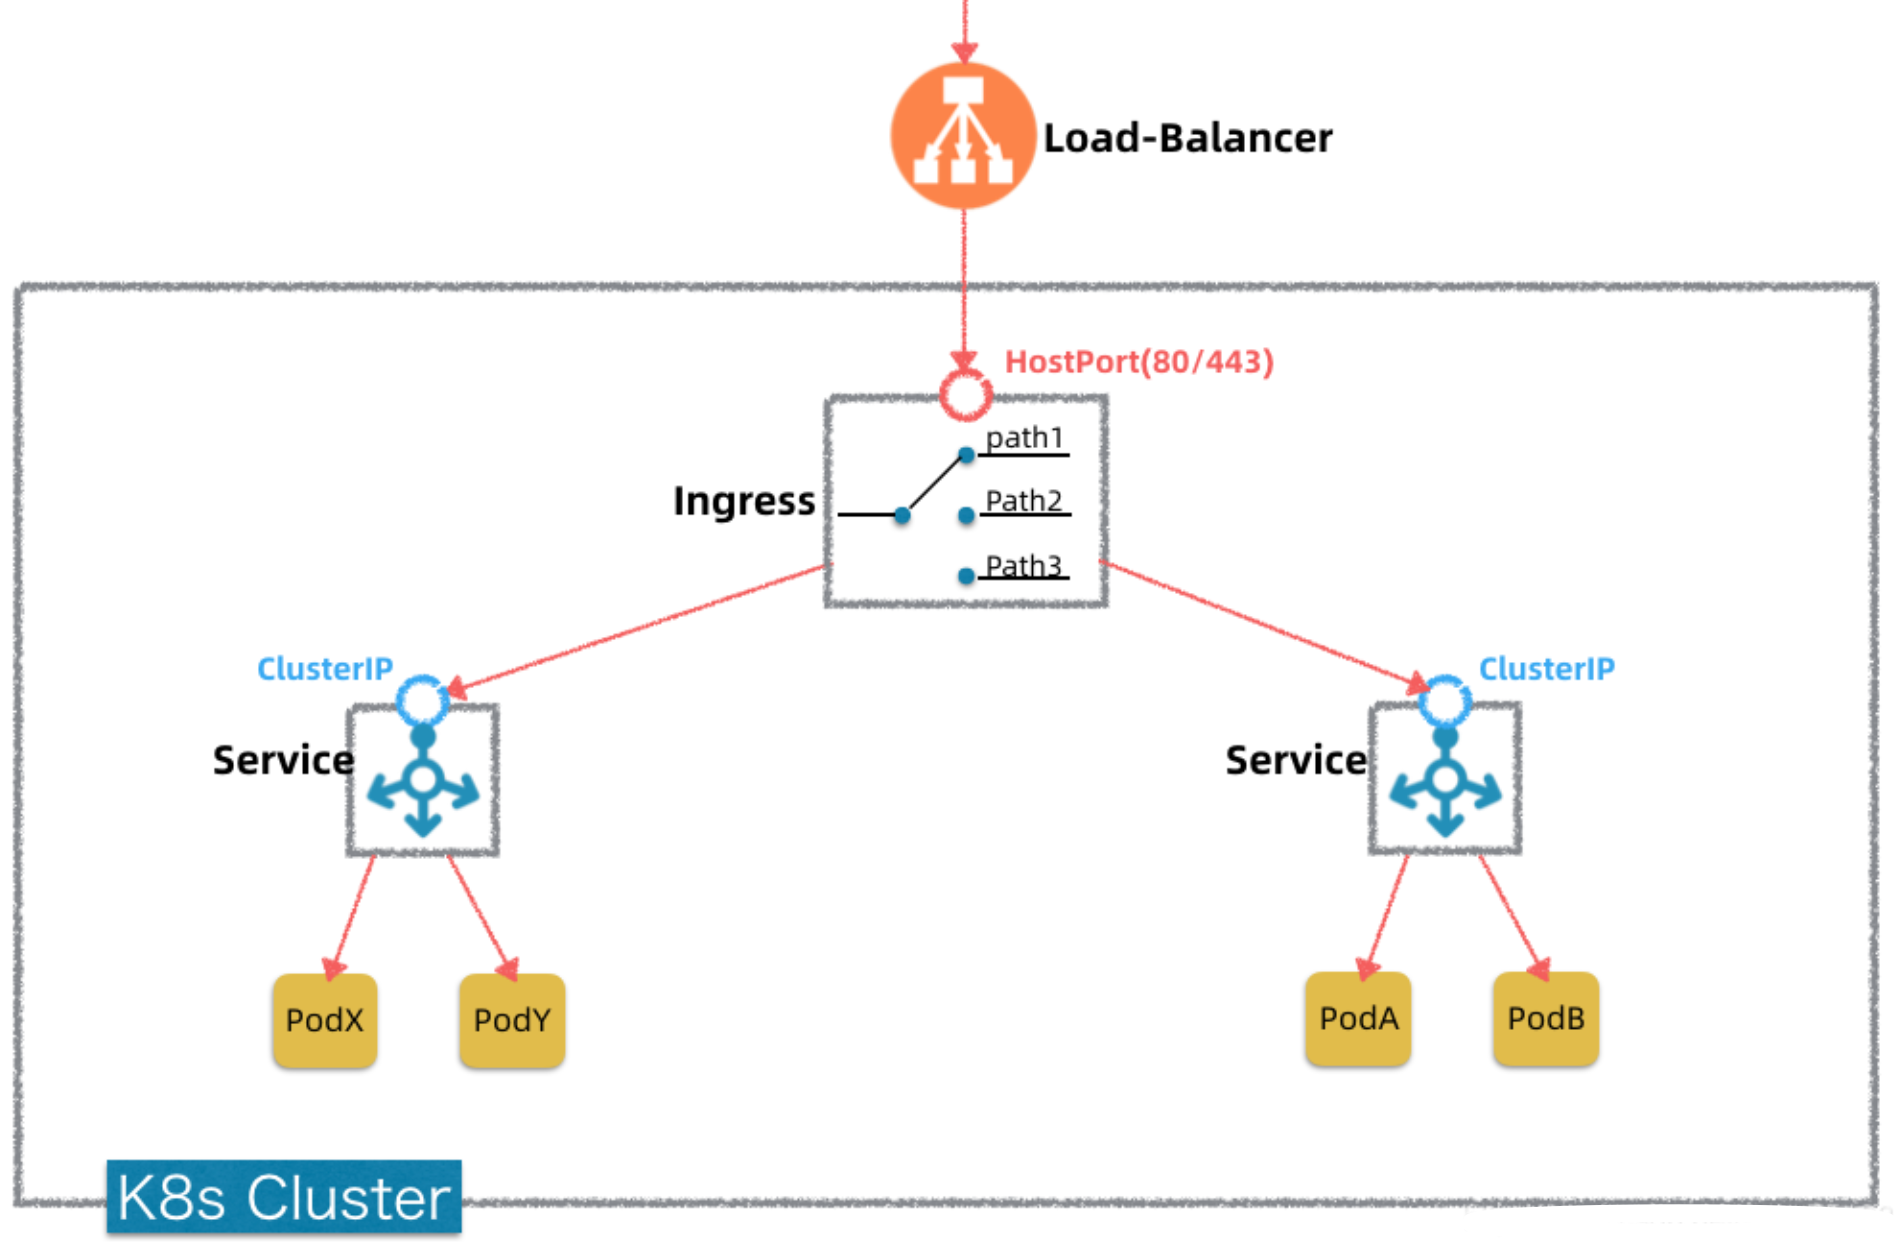 Load-Balancer
HostPort(80/443)
path1
Ingress
Path2
Path3
ClusterIP
ClusterIP
Service
Service
PodX
PodY
PodA
PodB
K8s Cluster